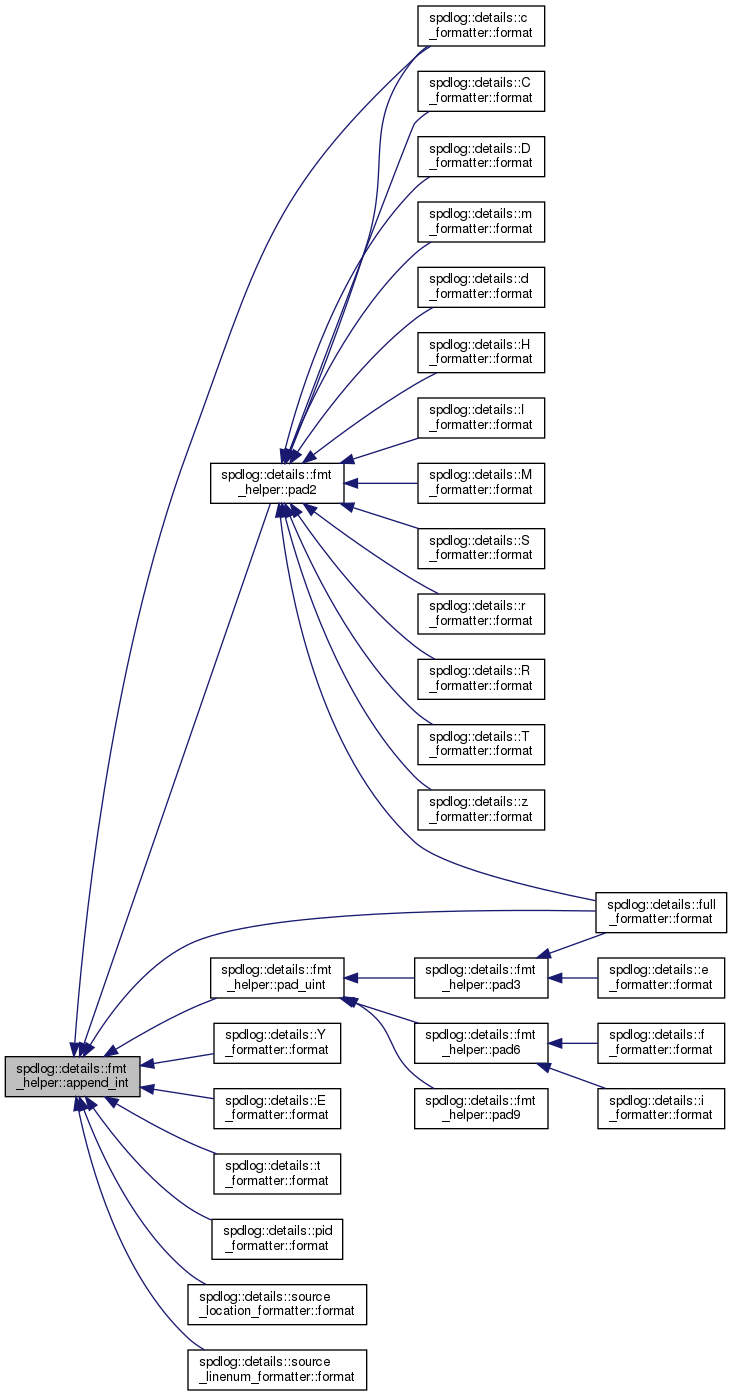 spdlog::details::c
_formatter::format
spdlog::details::C
_formatter::format
spdlog::details::D
_formatter::format
spdlog::details::m
_formatter::format
spdlog::details::d
_formatter::format
spdlog::details::H
_formatter::format
spdlog::details::I
_formatter::format
spdlog::details::fmt
_helper::pad2
spdlog::details::M
_formatter::format
spdlog::details::S
_formatter::format
spdlog::details::r
_formatter::format
spdlog::details::R
_formatter::format
spdlog::details::T
_formatter::format
spdlog::details::z
_formatter::format
spdlog::details::full
_formatter::format
spdlog::details::fmt
_helper::pad_uint
spdlog::details::fmt
_helper::pad3
spdlog::details::e
_formatter::format
spdlog::details::Y
_formatter::format
spdlog::details::fmt
_helper::pad6
spdlog::details::f
_formatter::format
spdlog::details::fmt
_helper::append_int
spdlog::details::E
_formatter::format
spdlog::details::fmt
_helper::pad9
spdlog::details::i
_formatter::format
spdlog::details::t
_formatter::format
spdlog::details::pid
_formatter::format
spdlog::details::source
_location_formatter::format
spdlog::details::source
_linenum_formatter::format